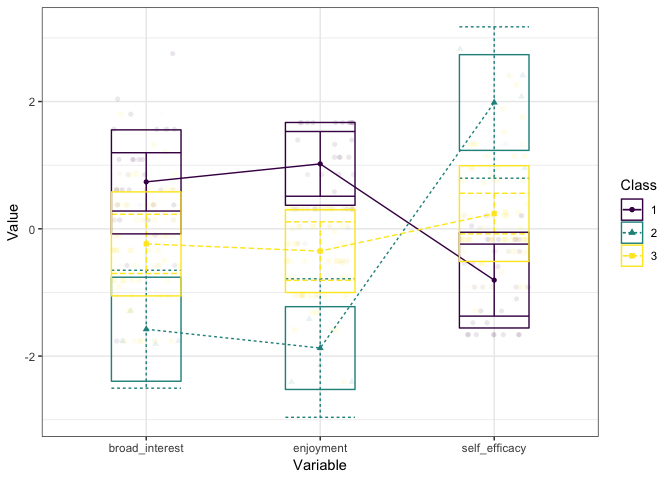 Value
2
0
-2
broad_interest
enjoyment
self_efficacy
Variable
Class
1
2
3